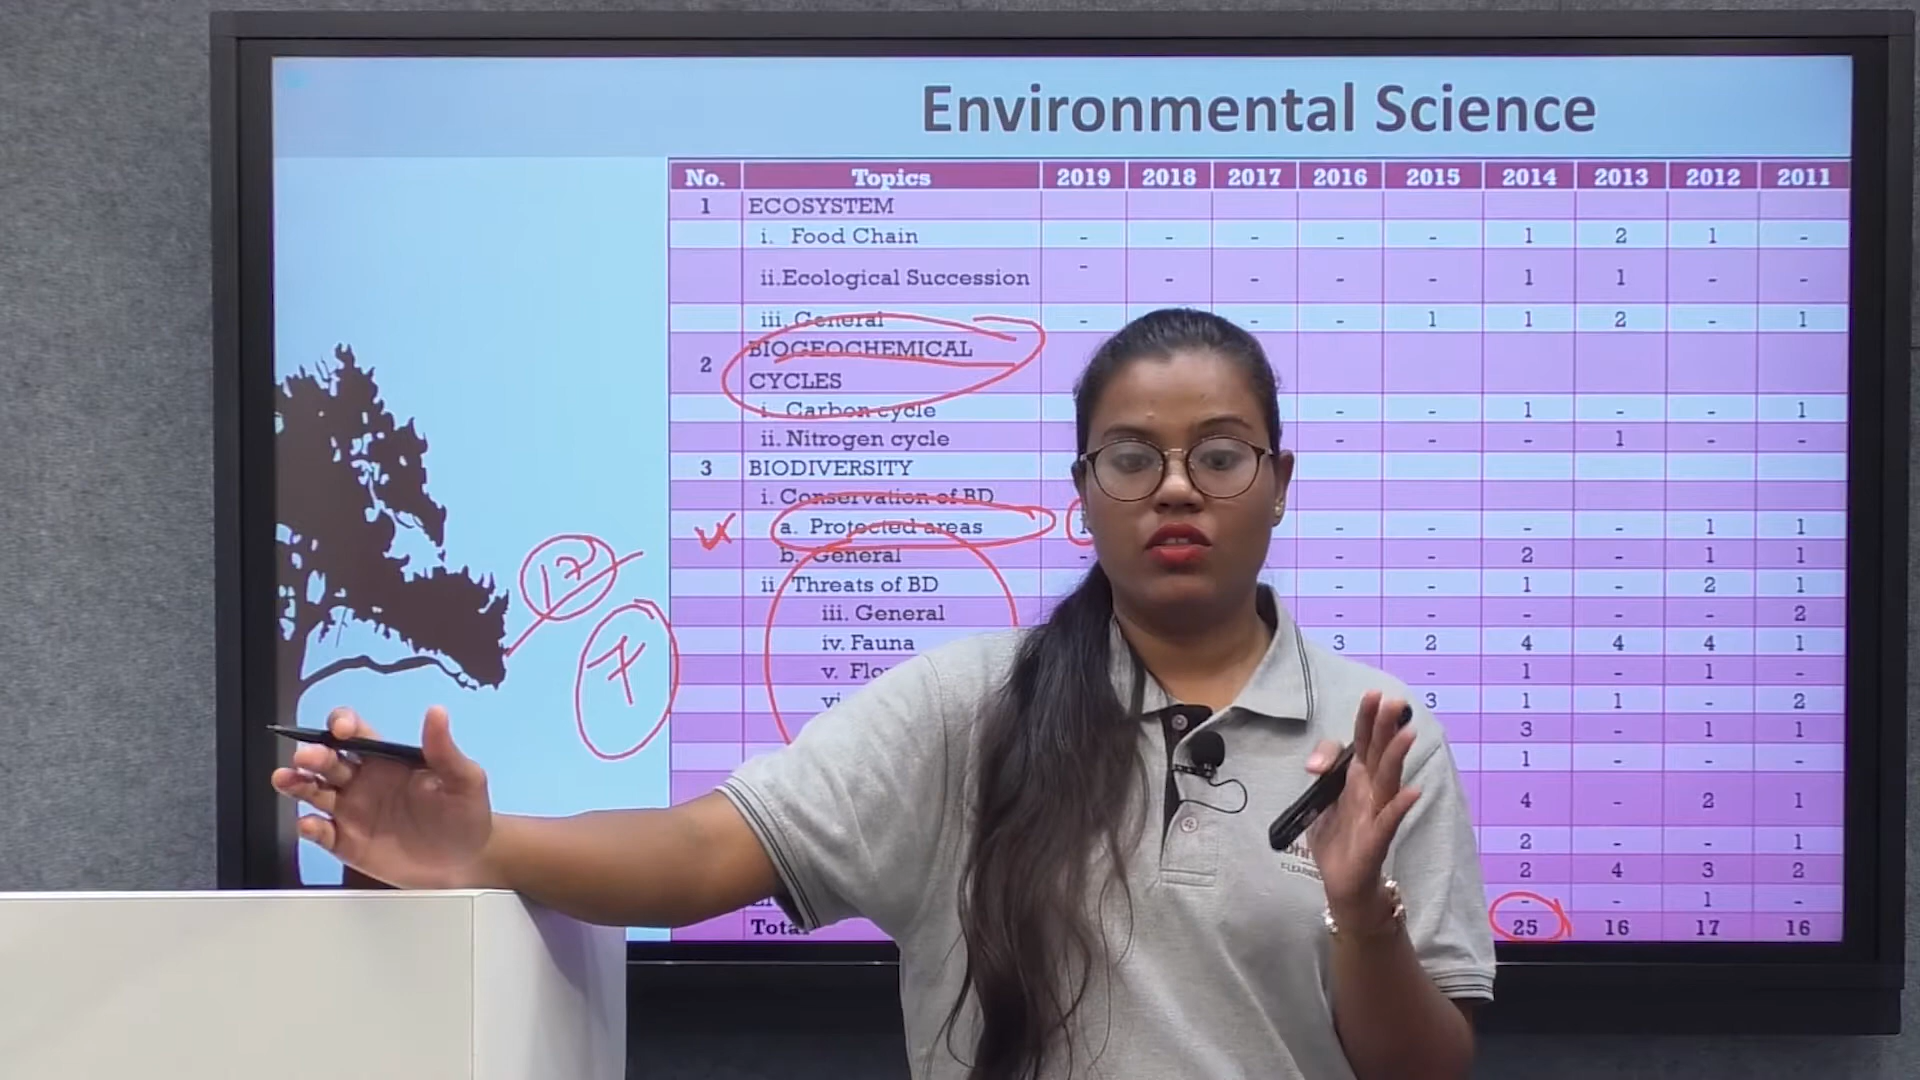 Environmental Science
No. Topics 2019 2018 2017 2016 2015 2014 2013 2012 2011
1 ECOSYSTEM
i. Food Chain - - - - - 1 2 1 -
ii.Ecological Succession - - - - - 1 1 - -
iii. General - - - 1 1 2 - 1
BIOGEOCHEMICAL
2
CYCLES
i. Carbon cycle - - 1 - - 1
ii. Nitrogen cycle - - - 1 - -
3 BIODIVERSITY
i. Conservation of BD
a. Protected areas - - - - 1 1
b. General - - - 2 - 1 1
ii Threats of BD - - 1 - 2 1
iii. General - - - - - 2
iv. Fauna 3 2 4 4 4 1
v. - 1 - 1 -
3 1 1 - 2
3 - 1 1
1 - - -
4 - 2 1
2 - - 1
2 4 3 2
- - 1 -
25 16 17 16
17
7